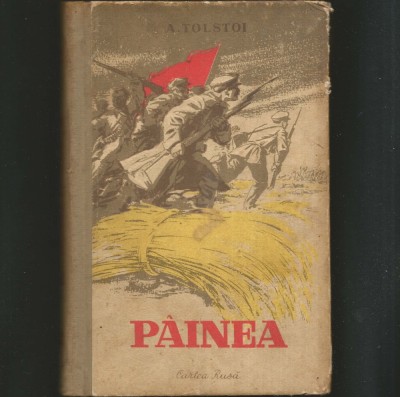 A. TOLSTOI
PÂINEA
Cartea Rusă